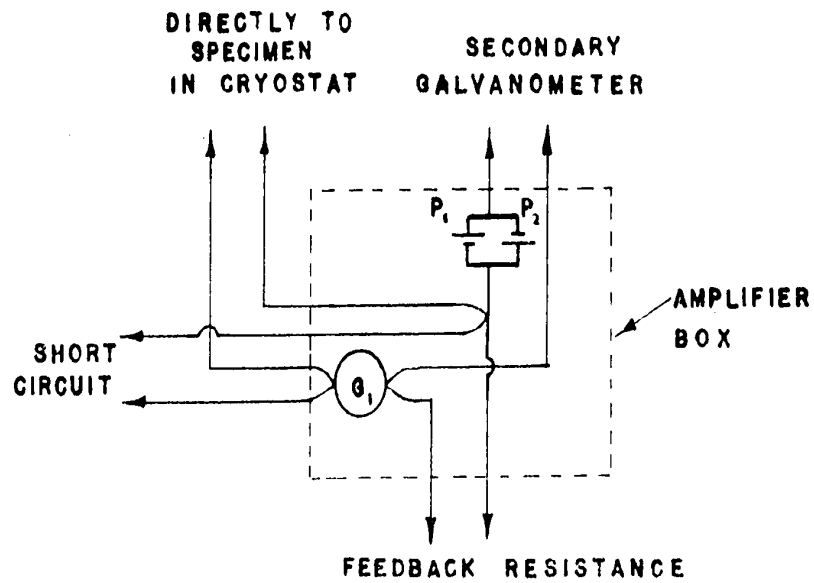 DIRECTLY TO
SPECIMEN
IN CRYOSTAT
SECONDARY
GALVANOMETER
P₁ P₂
AMPLIFIER
BOX
SHORT
CIRCUIT
G₁
FEEDBACK RESISTANCE